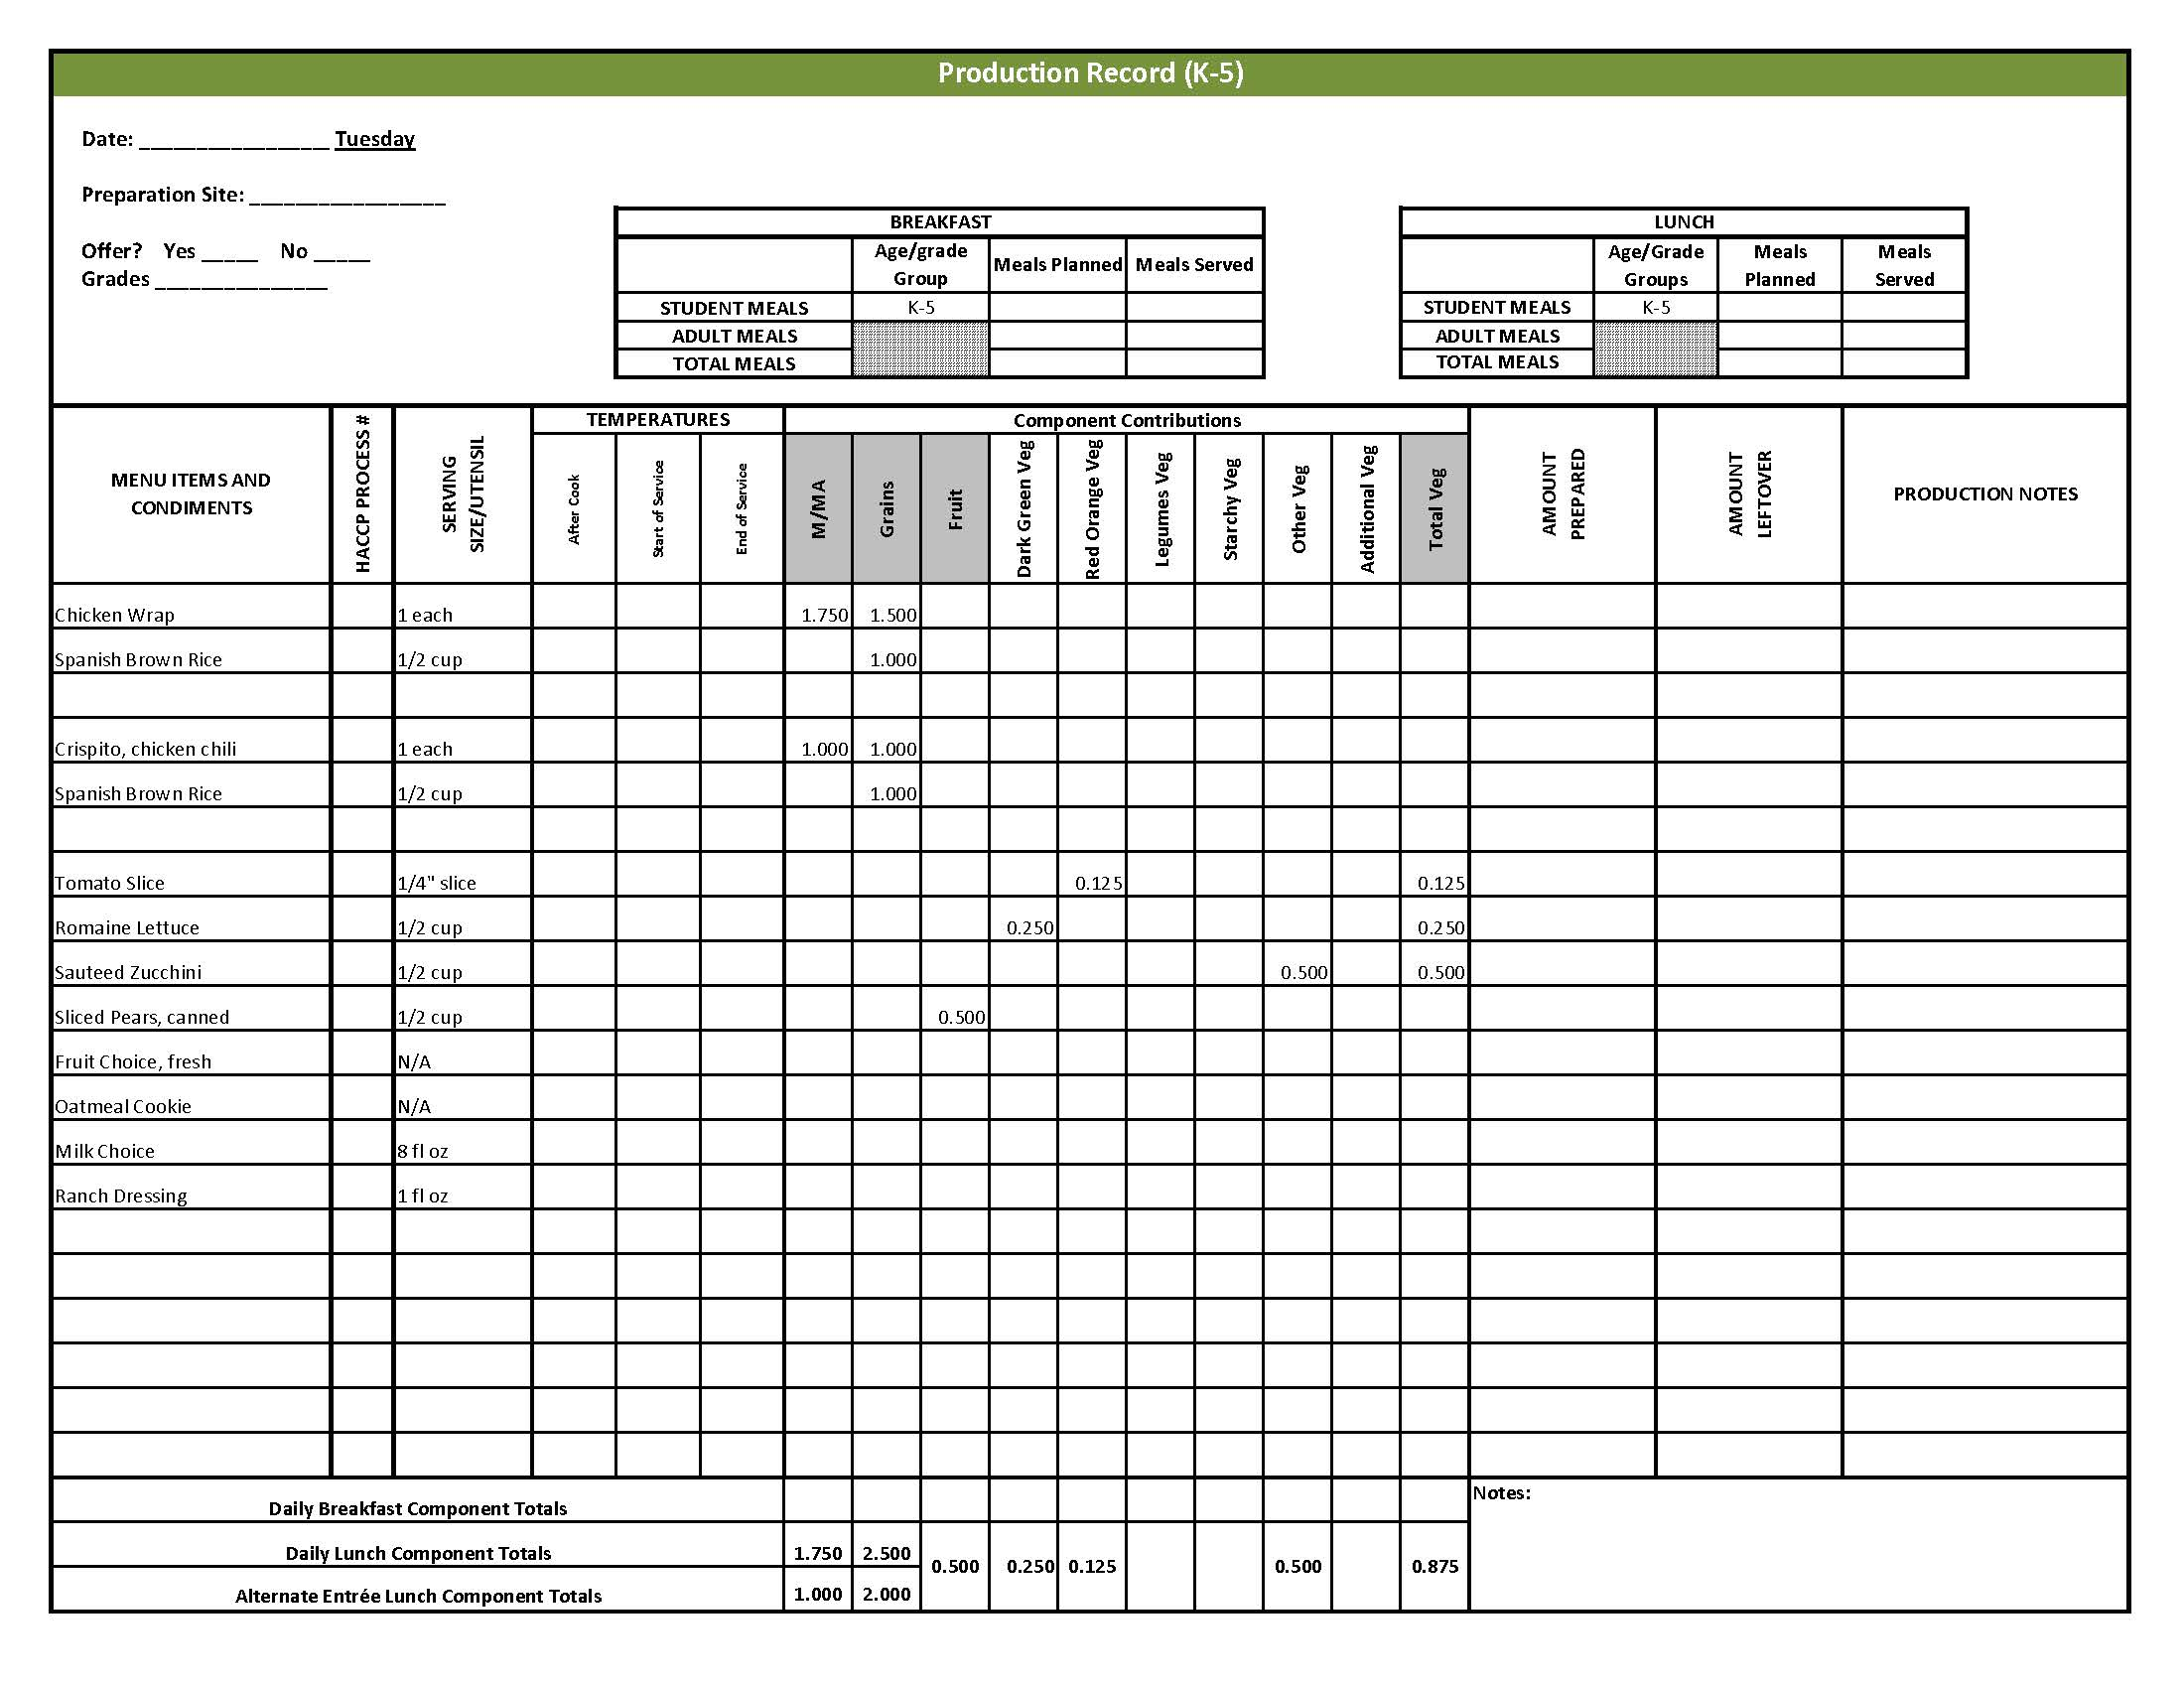 Production Record (K-5)
Date: _________________ Tuesday
Preparation Site: _________________
Offer? Yes _____ No _____
Grades _______________
BREAKFAST
Age/grade Group Meals Planned Meals Served
STUDENT MEALS K-5
ADULT MEALS
TOTAL MEALS
LUNCH
Age/Grade Groups Meals Planned Meals Served
STUDENT MEALS K-5
ADULT MEALS
TOTAL MEALS
MENU ITEMS AND CONDIMENTS
HACCP PROCESS #
SERVING SIZE/UTENSIL
TEMPERATURES
After Cook
Start of Service
End of Service
Component Contributions
M/MA
Grains
Fruit
Dark Green Veg
Red Orange Veg
Legumes Veg
Starchy Veg
Other Veg
Additional Veg
Total Veg
AMOUNT PREPARED
AMOUNT LEFTOVER
PRODUCTION NOTES
Chicken Wrap 1 each 1.750 1.500
Spanish Brown Rice 1/2 cup 1.000
Crispito, chicken chili 1 each 1.000 1.000
Spanish Brown Rice 1/2 cup 1.000
Tomato Slice 1/4" slice 0.125 0.125
Romaine Lettuce 1/2 cup 0.250 0.250
Sauteed Zucchini 1/2 cup 0.500 0.500
Sliced Pears, canned 1/2 cup 0.500
Fruit Choice, fresh N/A
Oatmeal Cookie N/A
Milk Choice 8 fl oz
Ranch Dressing 1 fl oz
Daily Breakfast Component Totals
Notes:
Daily Lunch Component Totals 1.750 2.500 0.500 0.250 0.125 0.500 0.875
Alternate Entrée Lunch Component Totals 1.000 2.000